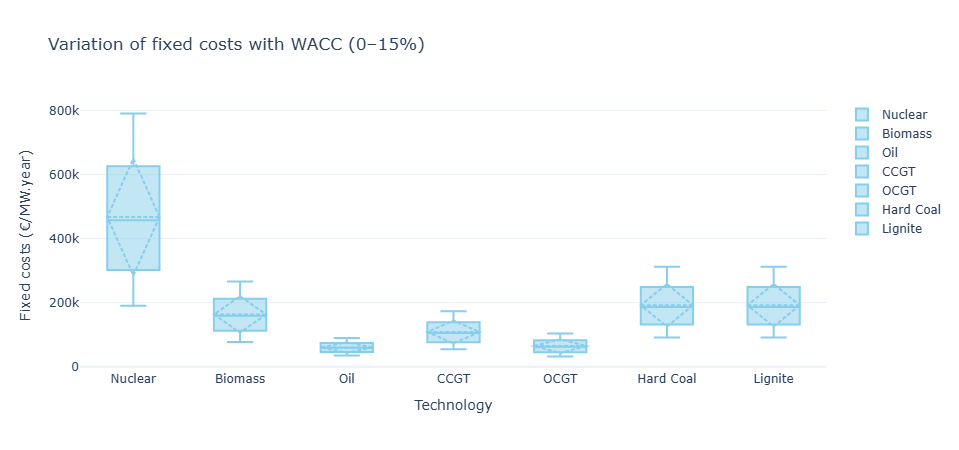 Variation of fixed costs with WACC (0–15%)
Fixed costs (€/MW.year)
800k
600k
400k
200k
0
Nuclear
Biomass
Oil
CCGT
OCGT
Hard Coal
Lignite
Technology
Nuclear
Biomass
Oil
CCGT
OCGT
Hard Coal
Lignite